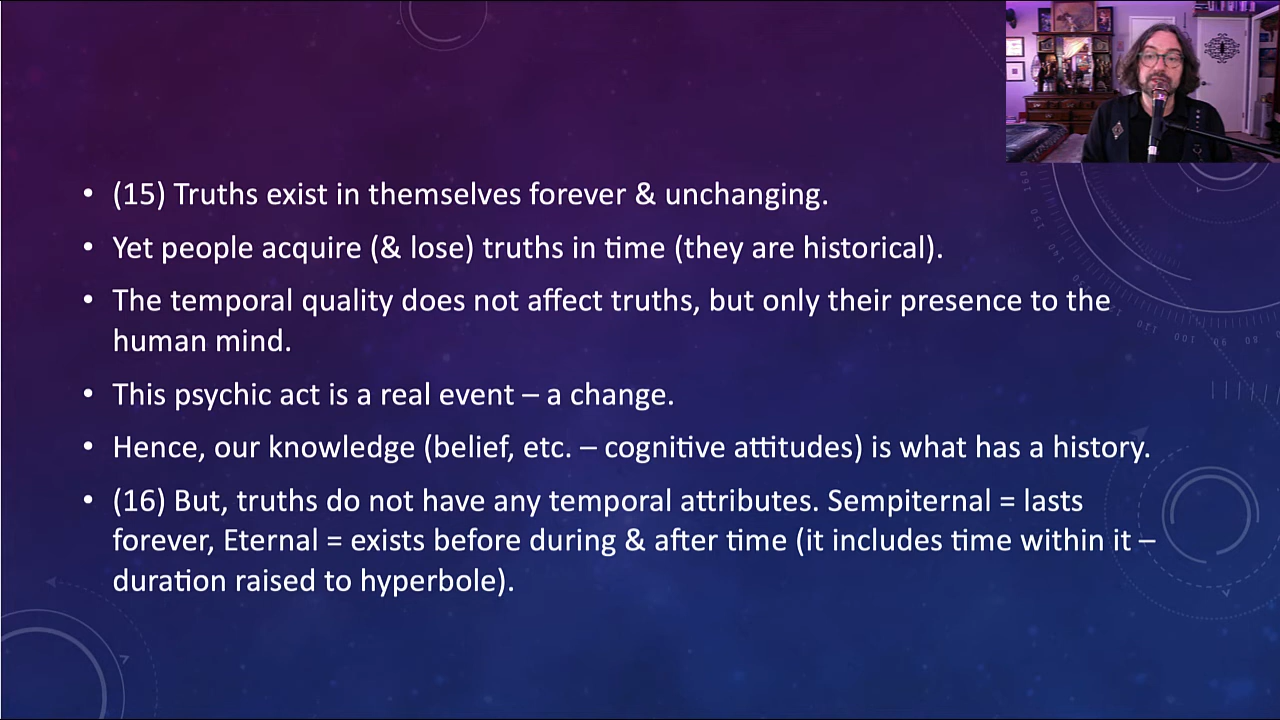 • (15) Truths exist in themselves forever & unchanging.
• Yet people acquire (& lose) truths in time (they are historical).
• The temporal quality does not affect truths, but only their presence to the
human mind.
• This psychic act is a real event – a change.
• Hence, our knowledge (belief, etc. – cognitive attitudes) is what has a history.
• (16) But, truths do not have any temporal attributes. Sempiternal = lasts
forever, Eternal = exists before during & after time (it includes time within it –
duration raised to hyperbole).